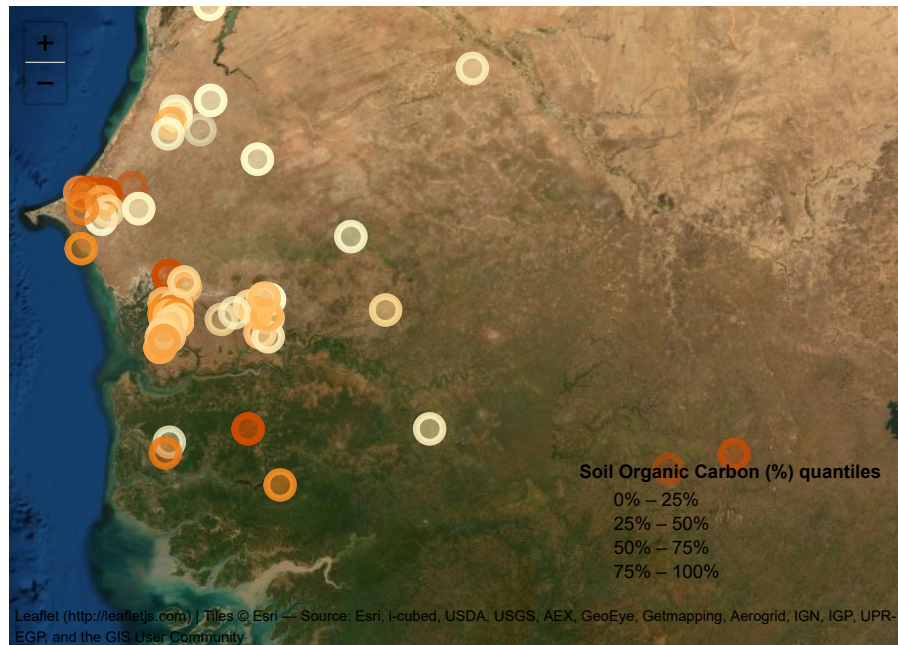 +
−
Soil Organic Carbon (%) quantiles
0% – 25%
25% – 50%
50% – 75%
75% – 100%
Leaflet (http://leafletjs.com) | Tiles © Esri — Source: Esri, i-cubed, USDA, USGS, AEX, GeoEye, Getmapping, Aerogrid, IGN, IGP, UPR-
EGP, and the GIS User Community